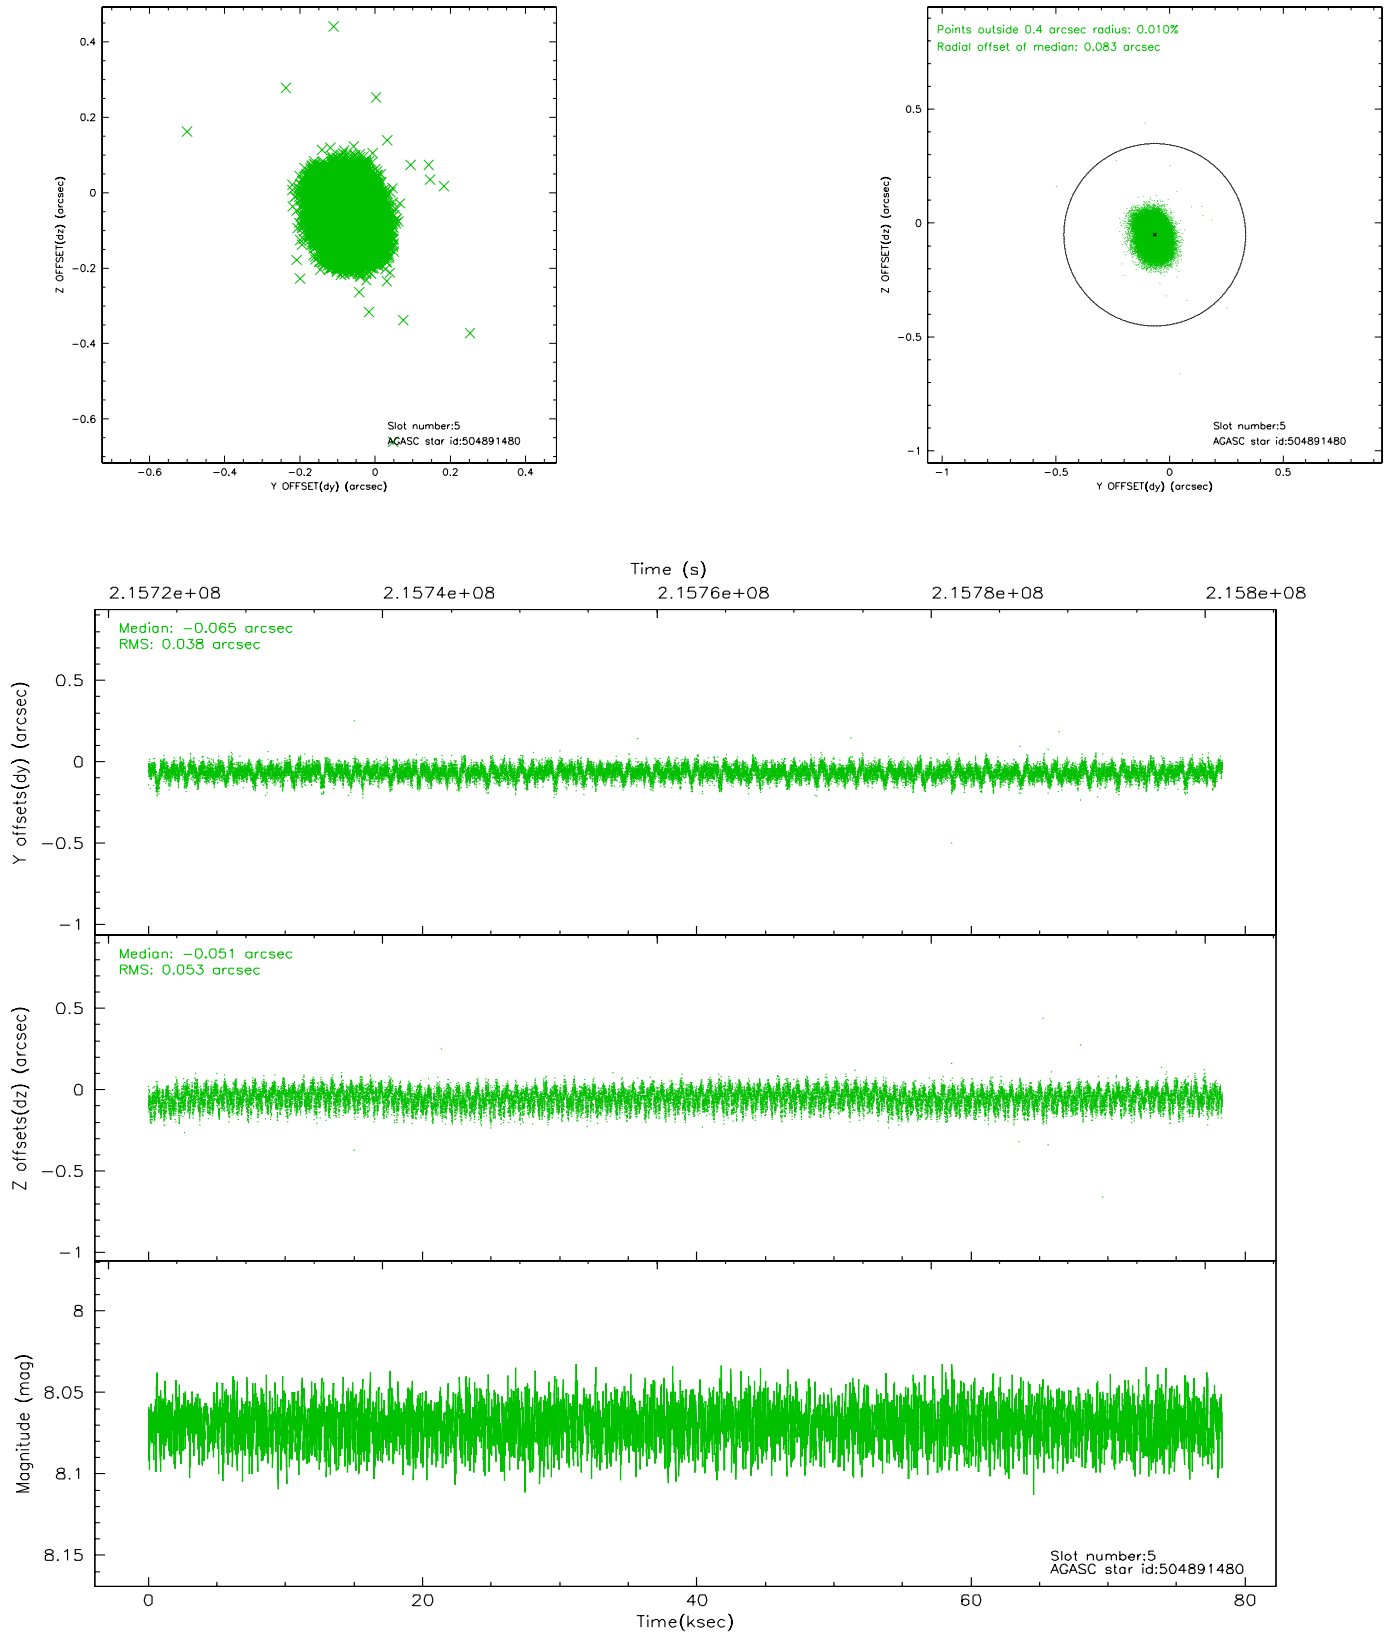 0.4
0.2
0
−0.2
−0.4
−0.6
Z OFFSET(dz) (arcsec)
Slot number:5
AGASC star id:504891480
−0.6 −0.4 −0.2 0 0.2 0.4
Y OFFSET(dy) (arcsec)
Points outside 0.4 arcsec radius: 0.010%
Radial offset of median: 0.083 arcsec
0.5
0
−0.5
−1
Z OFFSET(dz) (arcsec)
Slot number:5
AGASC star id:504891480
−1 −0.5 0 0.5
Y OFFSET(dy) (arcsec)
Time (s)
2.1572e+08 2.1574e+08 2.1576e+08 2.1578e+08 2.158e+08
Median: −0.065 arcsec
RMS: 0.038 arcsec
0.5
0
−0.5
−1
Y offsets(dy) (arcsec)
Median: −0.051 arcsec
RMS: 0.053 arcsec
0.5
0
−0.5
−1
Z offsets(dz) (arcsec)
8
8.05
8.1
8.15
Magnitude (mag)
Slot number:5
AGASC star id:504891480
0 20 40 60 80
Time(ksec)